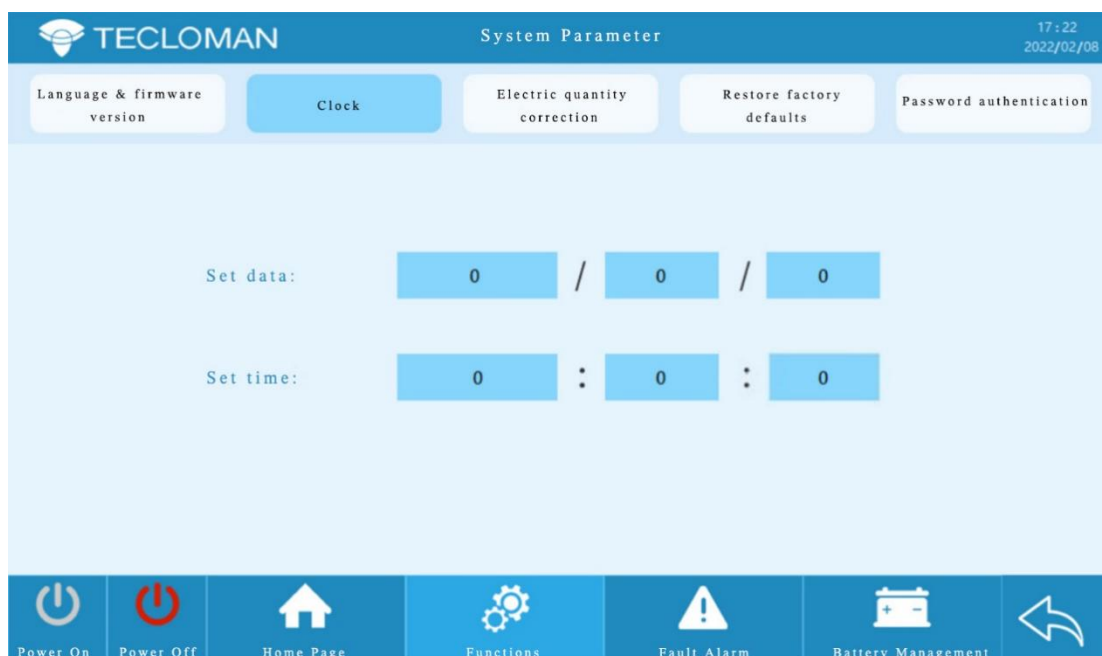 TECLOMAN
System Parameter
17:22
2022/02/08
Language & firmware
version
Clock
Electric quantity
correction
Restore factory
defaults
Password authentication
Set data:
0 / 0 / 0
Set time:
0 : 0 : 0
+ -
Power On
Power Off
Home Page
Functions
Fault Alarm
Battery Management